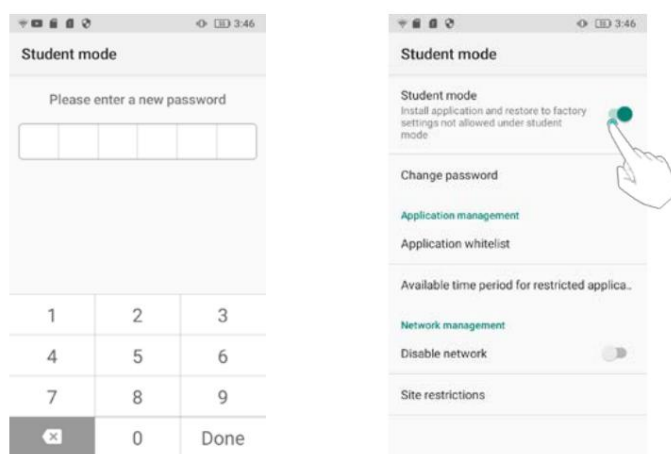 3:46
Student mode
Please enter a new password
1 2 3
4 5 6
7 8 9
0 Done
3:46
Student mode
Student mode
Install application and restore to factory
settings not allowed under student
mode
Change password
Application management
Application whitelist
Available time period for restricted applica..
Network management
Disable network
Site restrictions